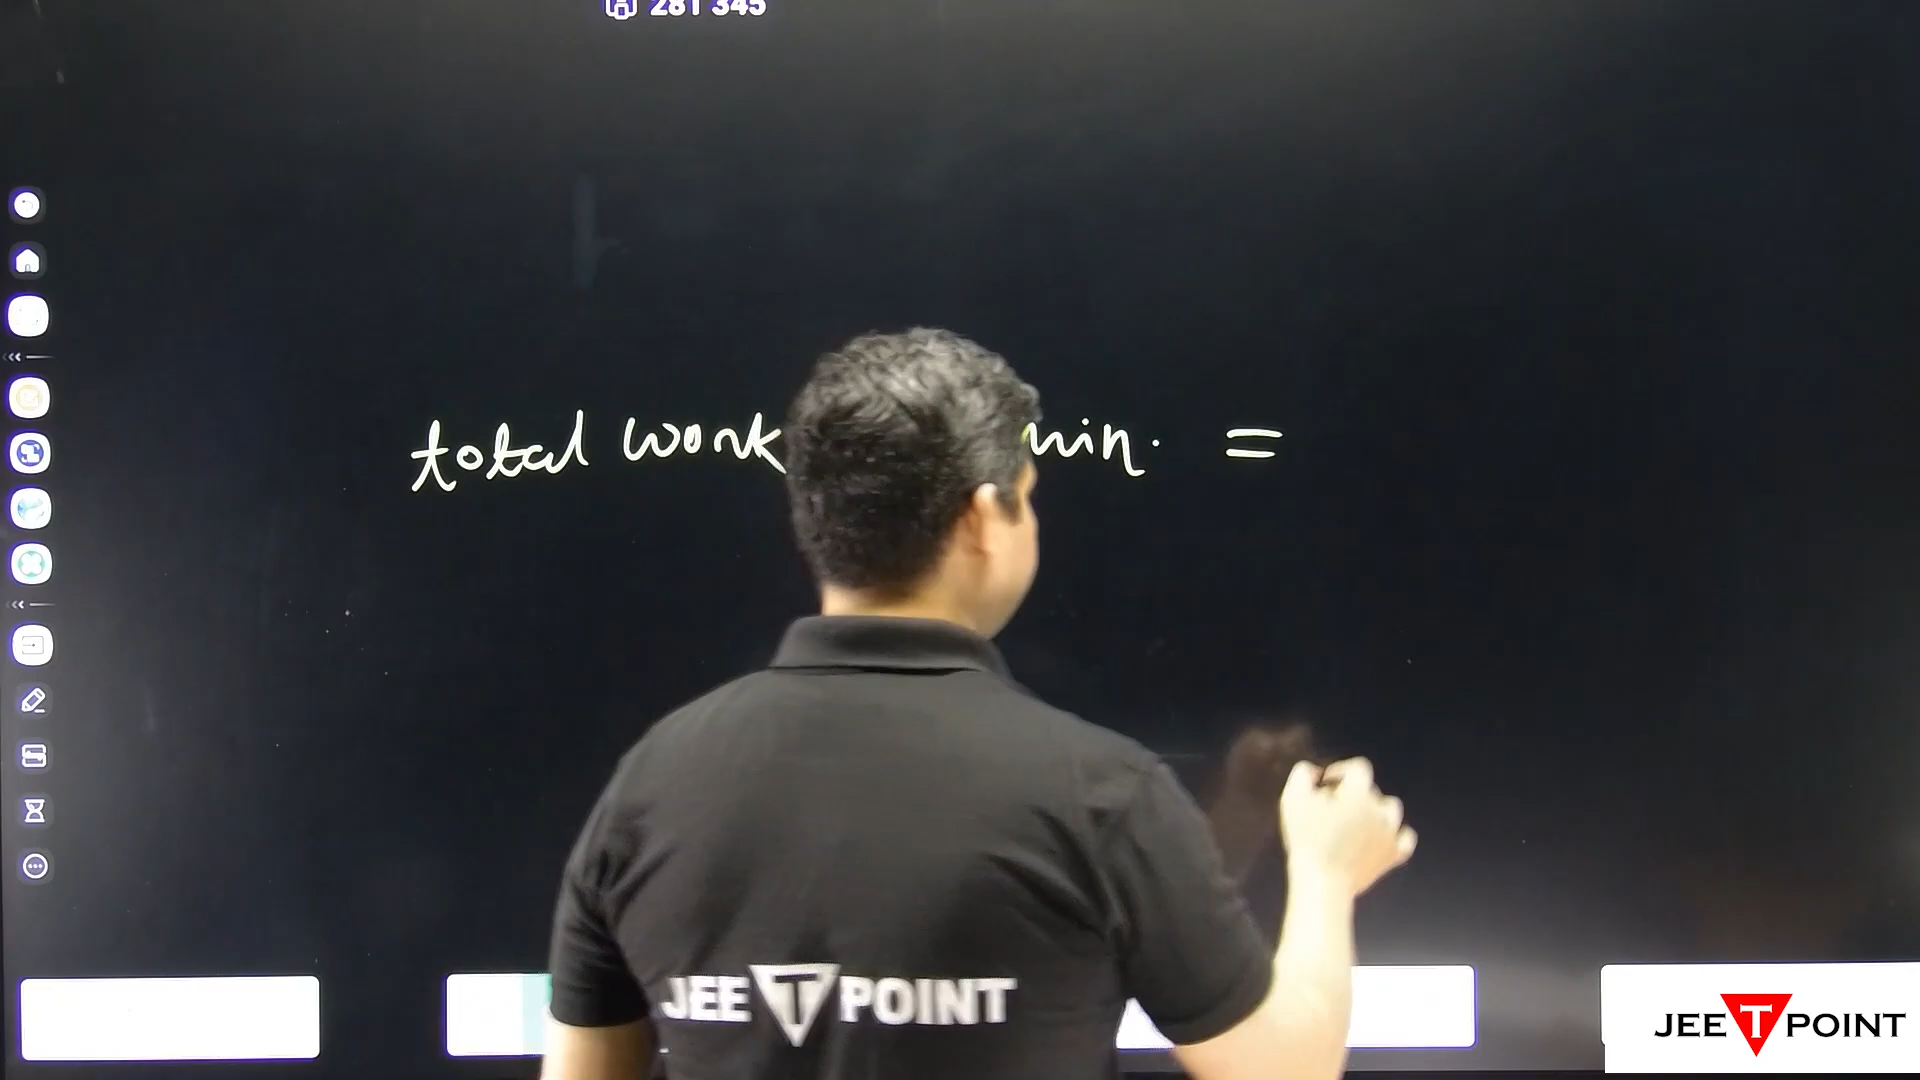 281 345
total work min. =
JEE T POINT
JEE T POINT